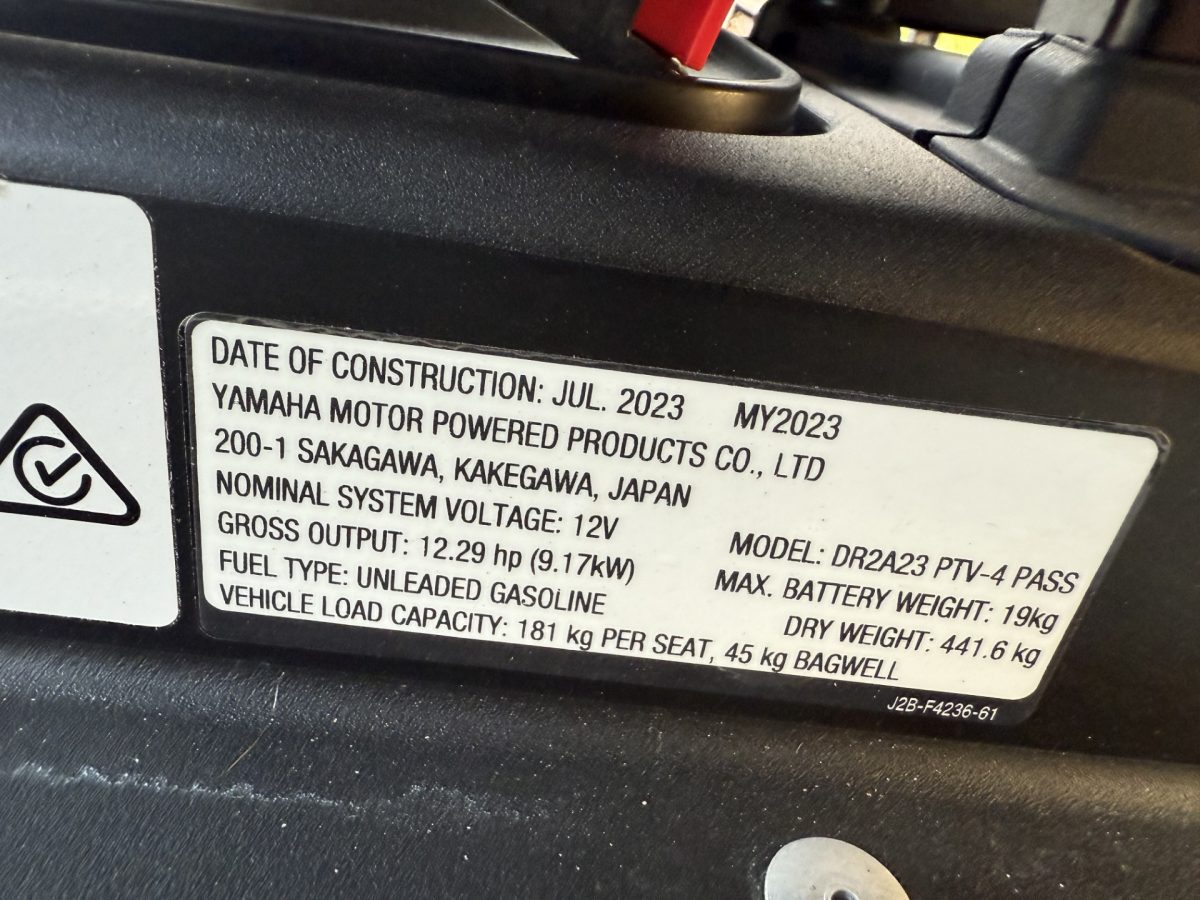 DATE OF CONSTRUCTION: JUL. 2023 MY2023
YAMAHA MOTOR POWERED PRODUCTS CO., LTD
200-1 SAKAGAWA, KAKEGAWA, JAPAN
NOMINAL SYSTEM VOLTAGE: 12V
GROSS OUTPUT: 12.29 hp (9.17kW) MODEL: DR2A23 PTV-4 PASS
FUEL TYPE: UNLEADED GASOLINE MAX. BATTERY WEIGHT: 19kg
DRY WEIGHT: 441.6 kg
VEHICLE LOAD CAPACITY: 181 kg PER SEAT, 45 kg BAGWELL
J2B-F4236-61